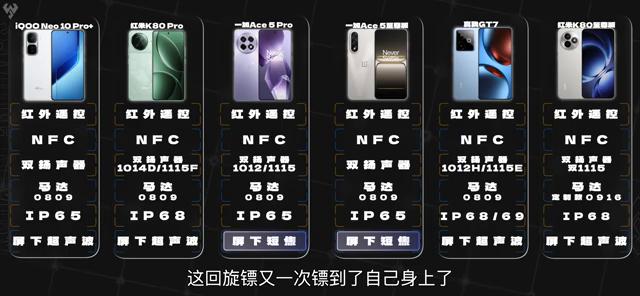 iQOO Neo 10 Pro+
红外遥控
NFC
双扬声器
马达
0809
IP65
屏下超声波
红米K80 Pro
红外遥控
NFC
双扬声器
1014D/1115F
马达
0809
IP68
屏下超声波
一加Ace 5 Pro
红外遥控
NFC
双扬声器
1012/1115
马达
0809
IP65
屏下短焦
一加Ace 5至尊版
Never
红外遥控
NFC
双扬声器
马达
0809
IP65
屏下短焦
真我GT7
红外遥控
NFC
双扬声器
1012H/1115E
马达
0809
IP68/69
屏下超声波
红米K80至尊版
红外遥控
NFC
双扬声器
双1115
马达
定制版0916
IP68
屏下超声波
这回旋镖又一次镖到了自己身上了